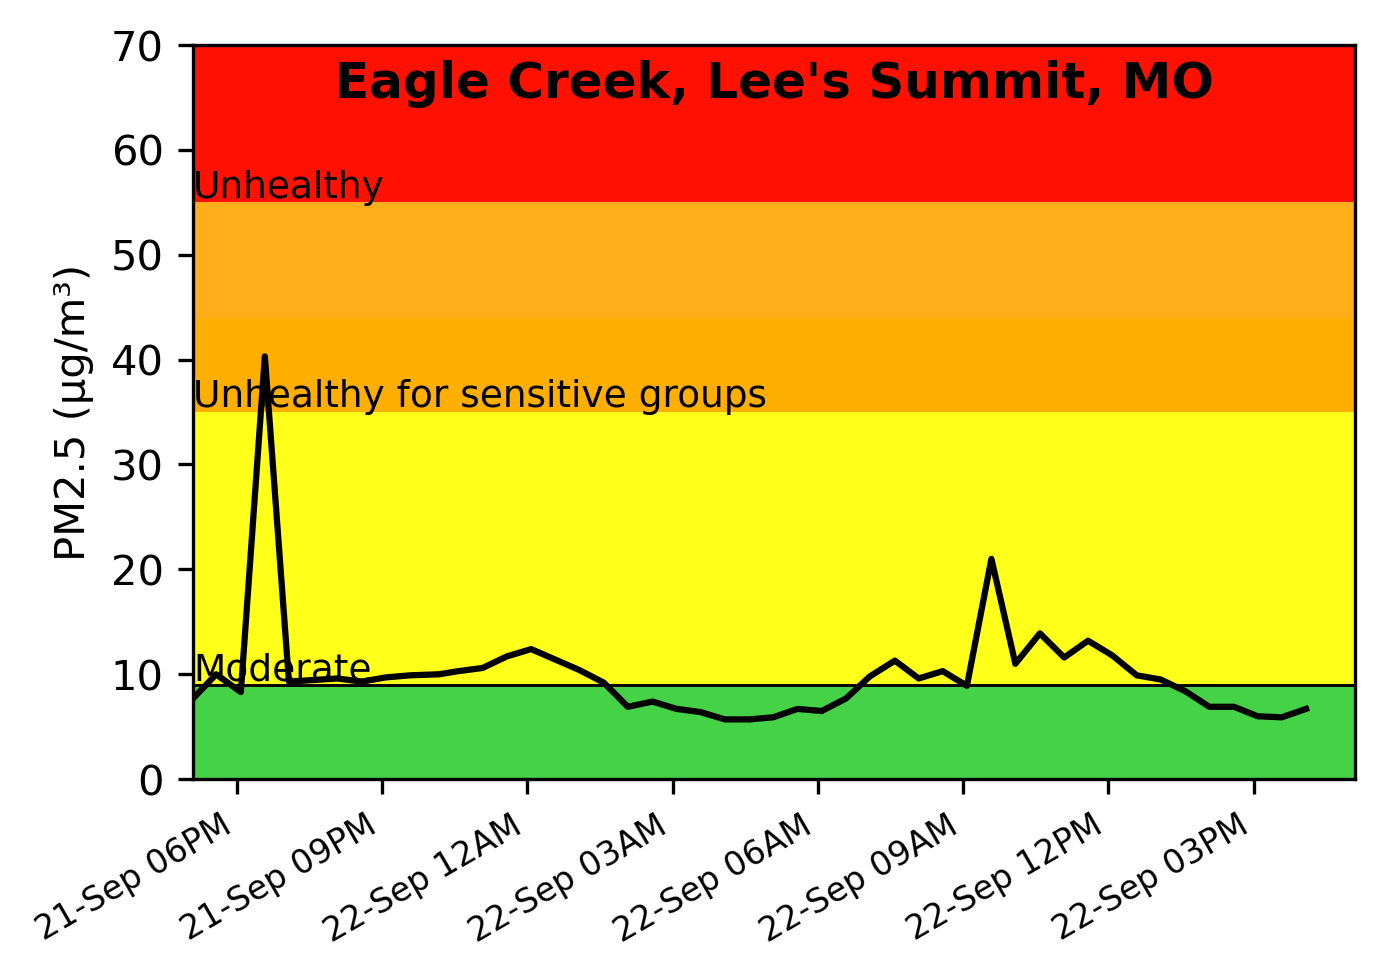 Eagle Creek, Lee's Summit, MO
PM2.5 (μg/m³)
70
60
50
40
30
20
10
0
Unhealthy
Unhealthy for sensitive groups
Moderate
21-Sep 06PM
21-Sep 09PM
22-Sep 12AM
22-Sep 03AM
22-Sep 06AM
22-Sep 09AM
22-Sep 12PM
22-Sep 03PM